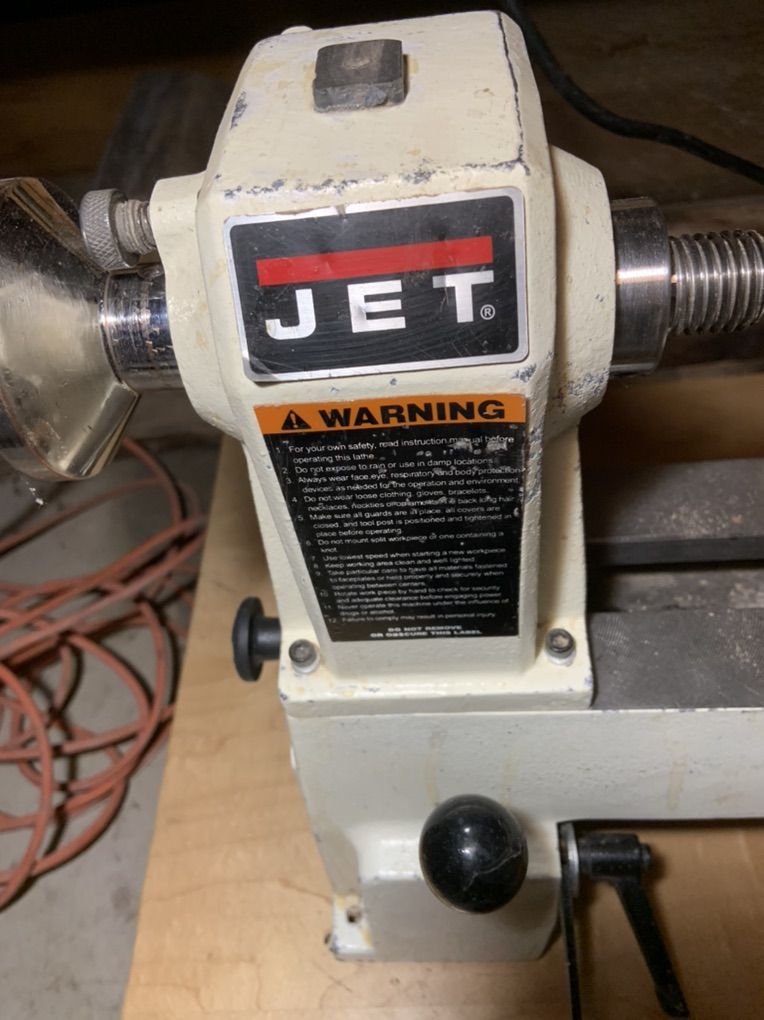 JET®
WARNING
1. For your own safety, read instruction manual before
operating this lathe.
2. Do not expose to rain or use in damp locations.
3. Always wear face, eye, respiratory and body protection
devices as needed for the operation and environment.
4. Do not wear loose clothing, gloves, bracelets,
necklaces, back long hair.
5. Make sure all guards are in place, all covers are
closed, and tool post is positioned and tightened in
place before operating.
6. Do not mount split workpiece or one containing a
knot.
7. Use lowest speed when starting a new workpiece
8. Keep working area clean and well lighted.
9. Take particular care to have all materials fastened
to faceplates or held properly and securely when
operating between centers.
10. Rotate work piece by hand to check for security
and adequate clearance before engaging power
11. Never operate this machine under the influence of
drugs or alcohol.
12. Failure to comply may result in personal injury.
DO NOT REMOVE
OR OBSCURE THIS LABEL